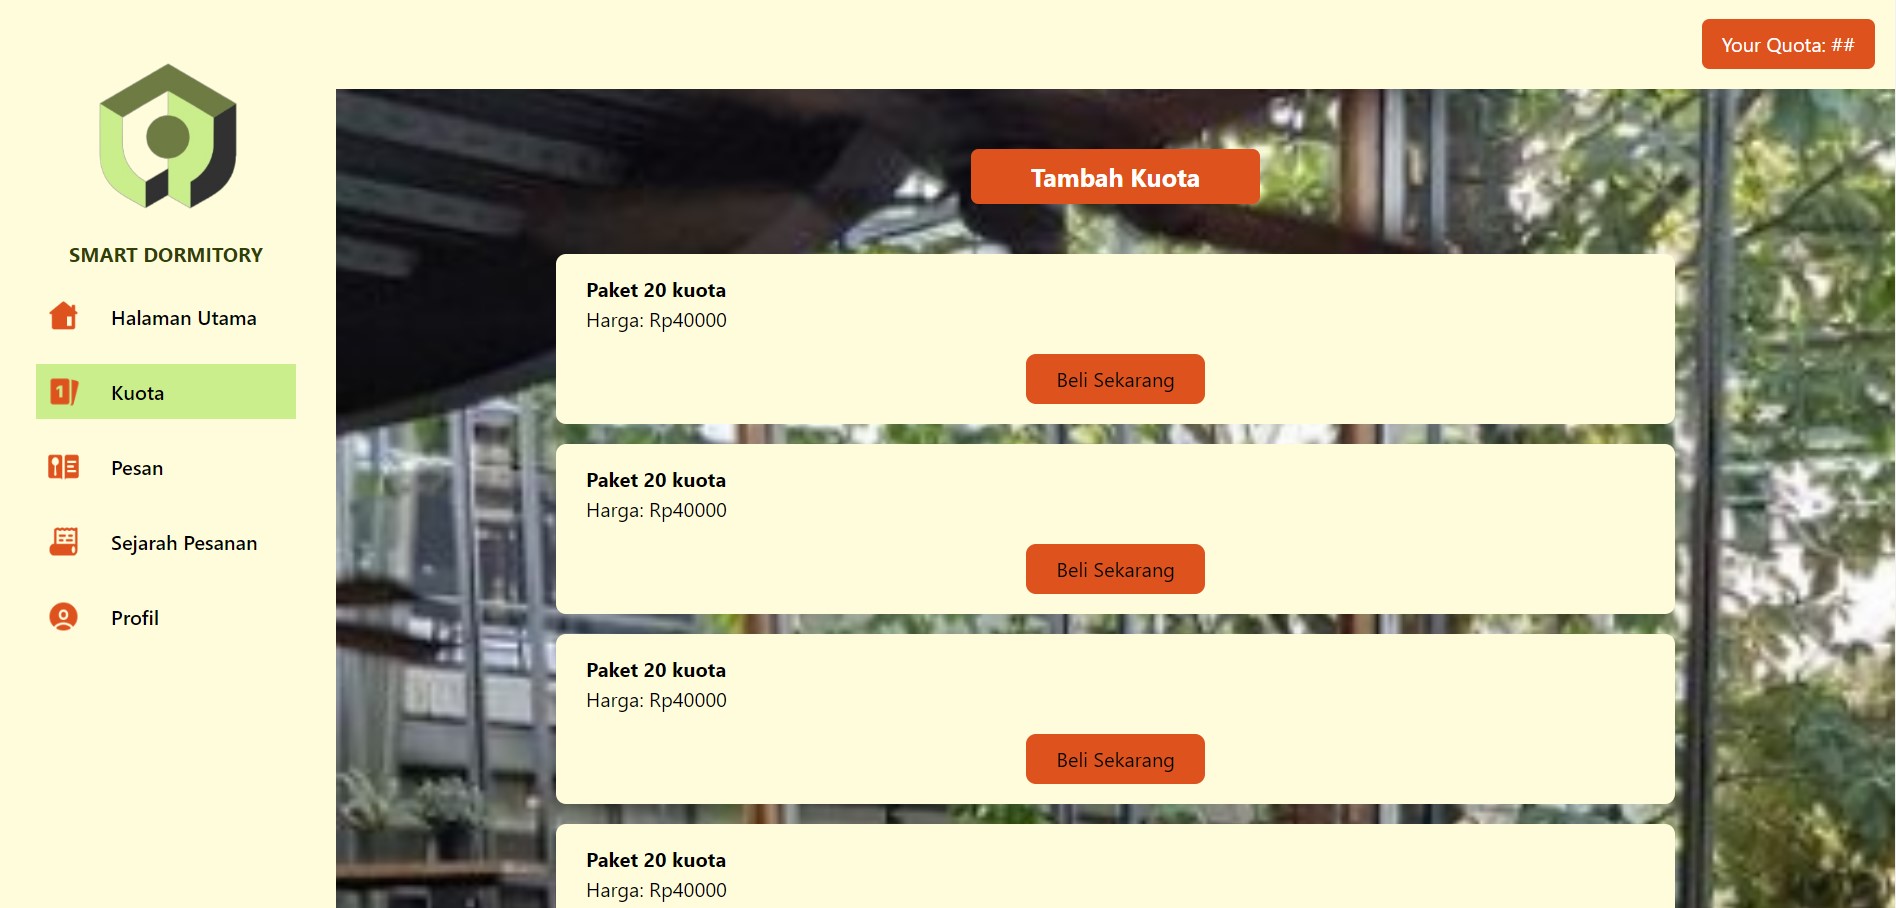 Your Quota: ##
SMART DORMITORY
Halaman Utama
Kuota
Pesan
Sejarah Pesanan
Profil
Tambah Kuota
Paket 20 kuota
Harga: Rp40000
Beli Sekarang
Paket 20 kuota
Harga: Rp40000
Beli Sekarang
Paket 20 kuota
Harga: Rp40000
Beli Sekarang
Paket 20 kuota
Harga: Rp40000